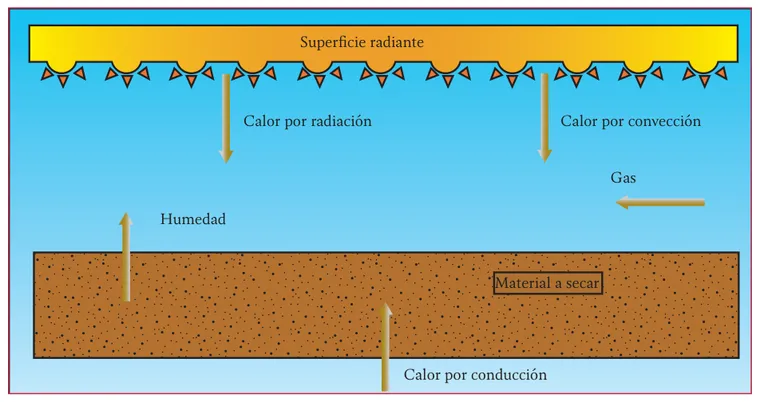 Superficie radiante
Calor por radiación
Calor por convección
Gas
Humedad
Material a secar
Calor por conducción